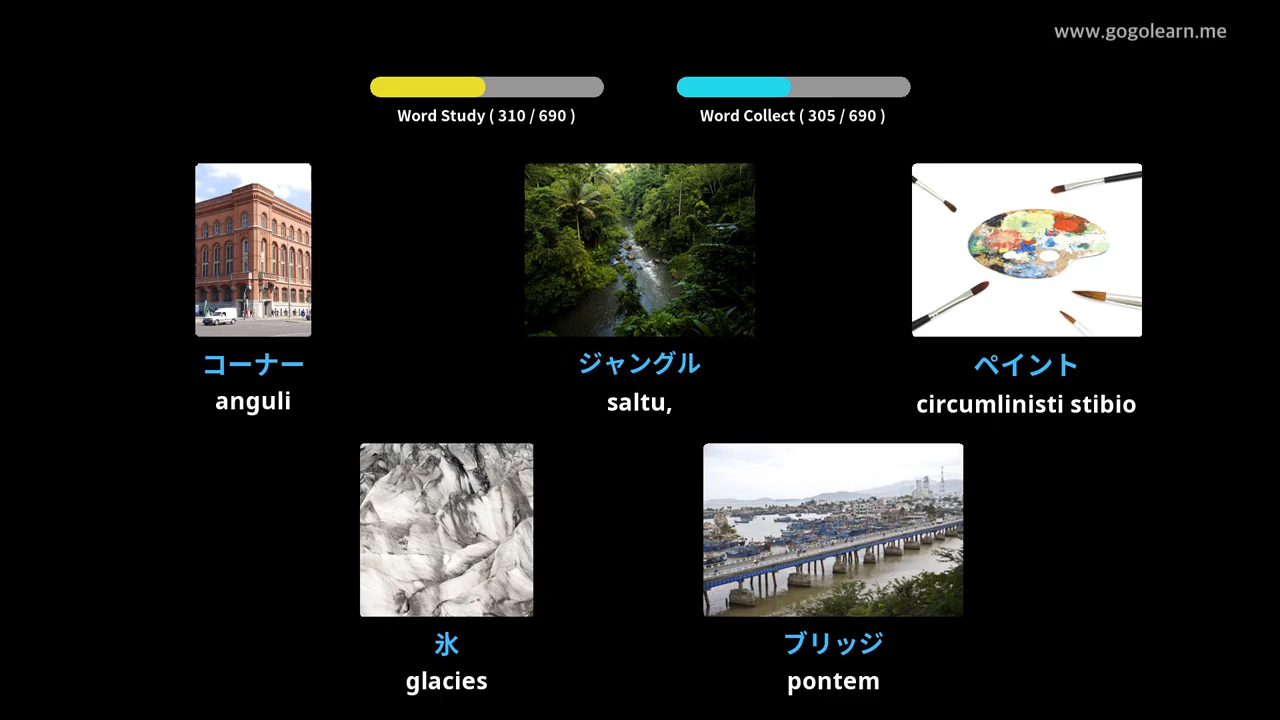 www.gogolearn.me
Word Study ( 310 / 690 )
Word Collect ( 305 / 690 )
コーナー
anguli
ジャングル
saltu,
ペイント
circumlinisti stibio
氷
glacies
ブリッジ
pontem